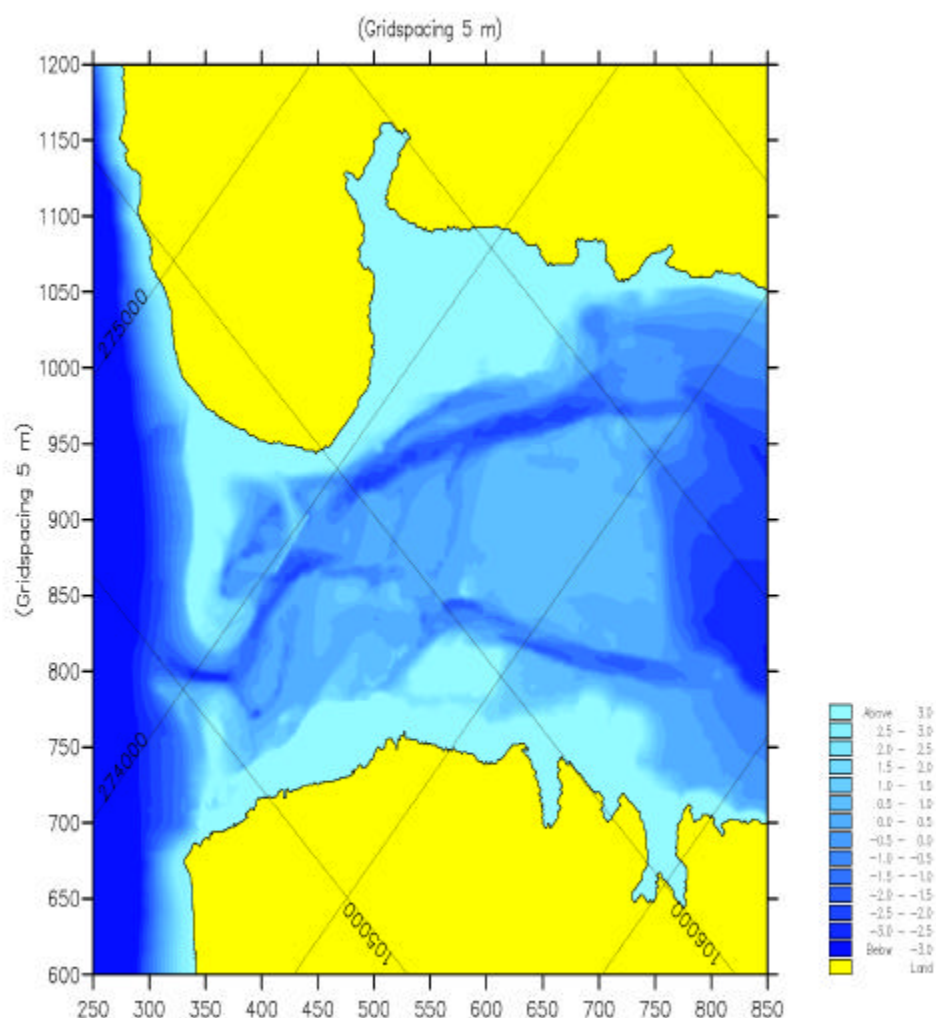 (Gridspacing 5 m)
1200
1150
1100
1050
1000
950
900
850
800
750
700
650
600
(Gridspacing 5 m)
275000
274000
105000
106000
250 300 350 400 450 500 550 600 650 700 750 800 850
Above 3.0
2.5 - 3.0
2.0 - 2.5
1.5 - 2.0
1.0 - 1.5
0.5 - 1.0
0.0 - 0.5
-0.5 - 0.0
-1.0 - -0.5
-1.5 - -1.0
-2.0 - -1.5
-2.5 - -2.0
-3.0 - -2.5
Below -3.0
Land